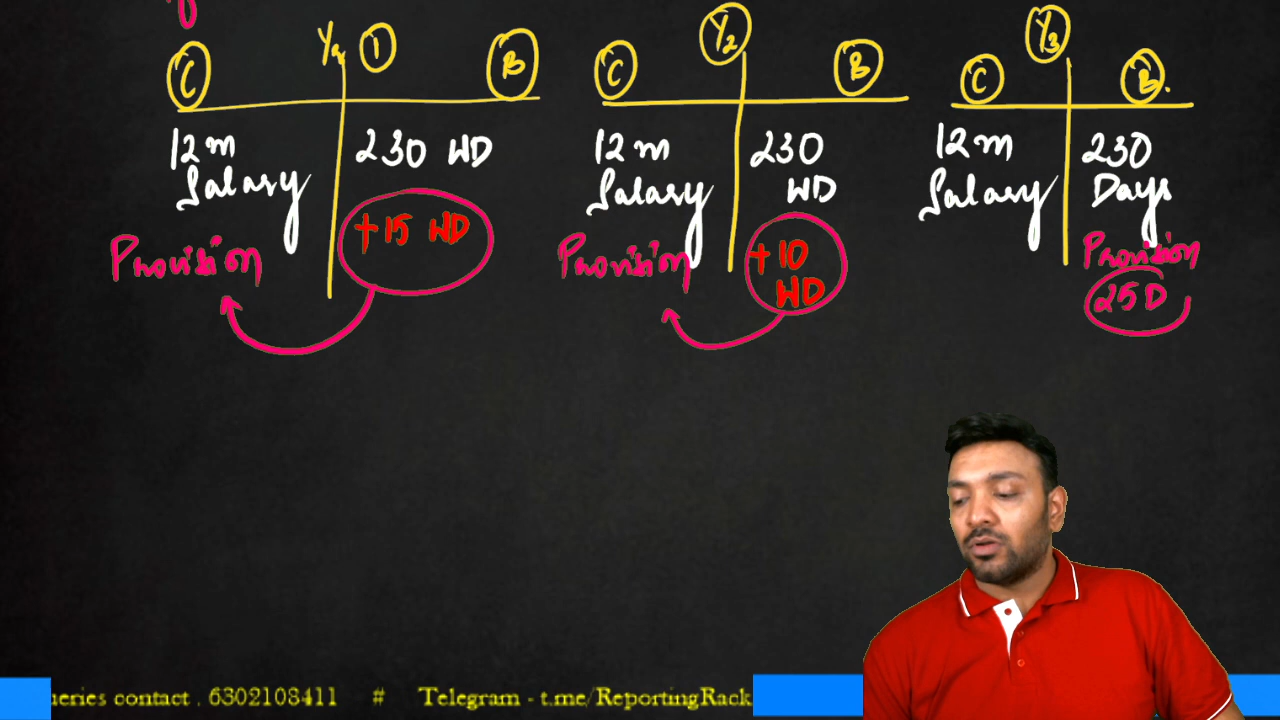 C Y 1 B
12m 230 WD
Salary
+15 WD
Provision
C Y2 B
12m 230
Salary WD
Provision +10
WD
C Y3 B
12m 230
Salary Days
Provision
25D
ueries contact . 6302108411 # Telegram - t.me/ReportingRack